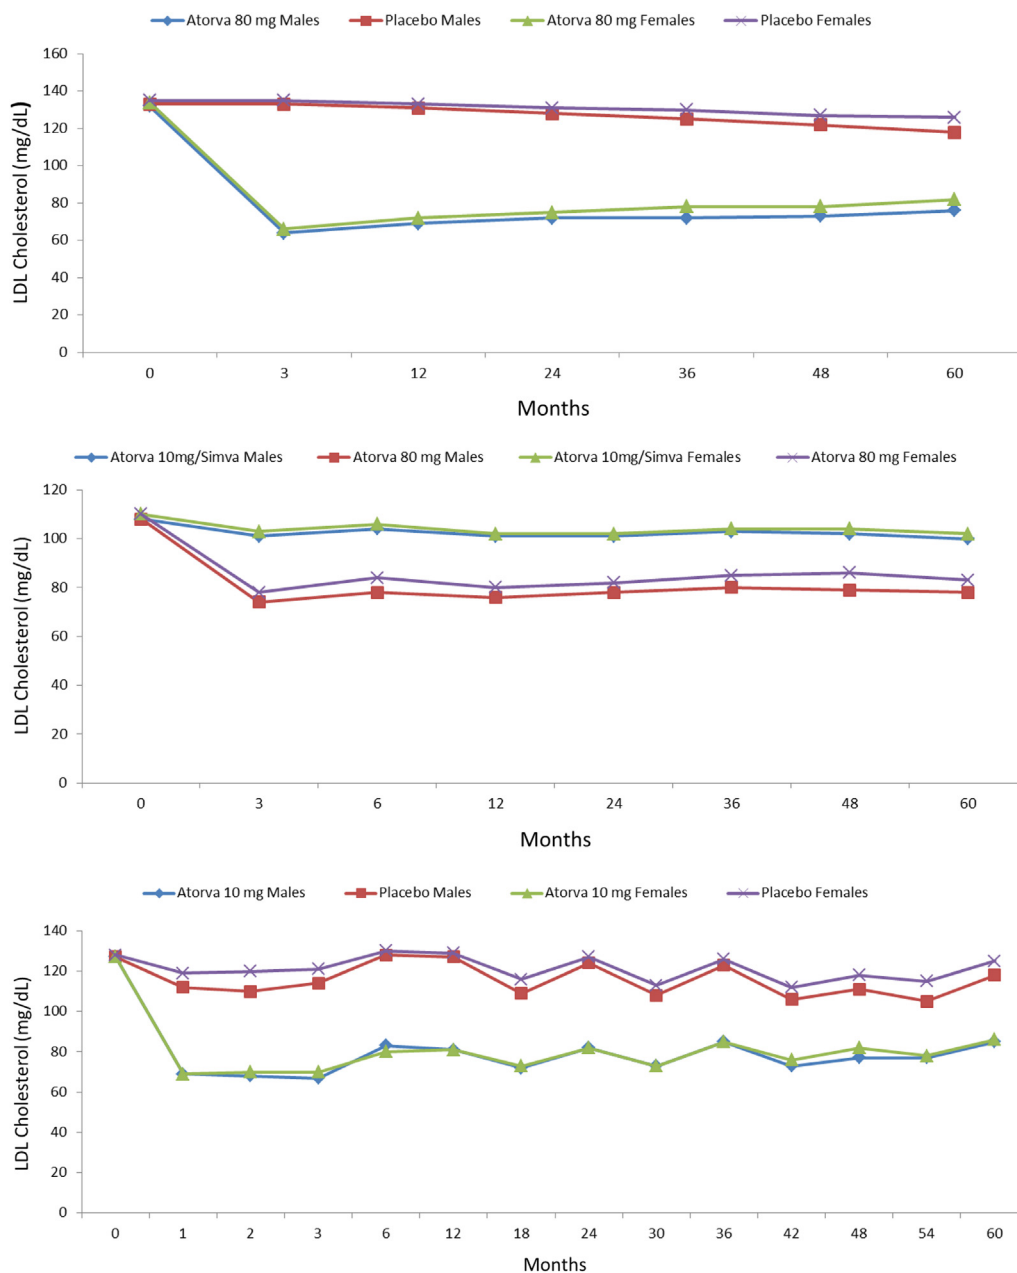 Atorva 80 mg Males Placebo Males Atorva 80 mg Females Placebo Females
160
140
120
100
80
60
40
20
0
LDL Cholesterol (mg/dL)
0 3 12 24 36 48 60
Months
Atorva 10mg/Simva Males Atorva 80 mg Males Atorva 10mg/Simva Females Atorva 80 mg Females
120
100
80
60
40
20
0
LDL Cholesterol (mg/dL)
0 3 6 12 24 36 48 60
Months
Atorva 10 mg Males Placebo Males Atorva 10 mg Females Placebo Females
140
120
100
80
60
40
20
0
LDL Cholesterol (mg/dL)
0 1 2 3 6 12 18 24 30 36 42 48 54 60
Months